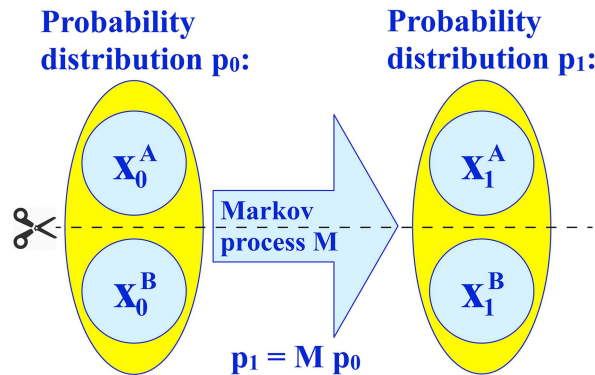 Probability
distribution p₀:
Probability
distribution p₁:
x₀ᴬ
x₁ᴬ
Markov
process M
x₀ᴮ
x₁ᴮ
p₁ = M p₀